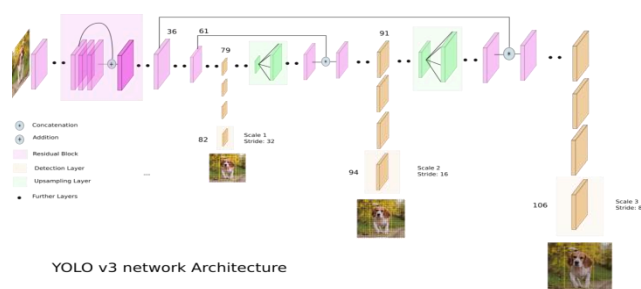 36
61
79
91
82
Scale 1
Stride: 32
94
Scale 2
Stride: 16
106
Scale 3
Stride: 8
Concatenation
Addition
Residual Block
Detection Layer
Upsampling Layer
Further Layers
...
YOLO v3 network Architecture